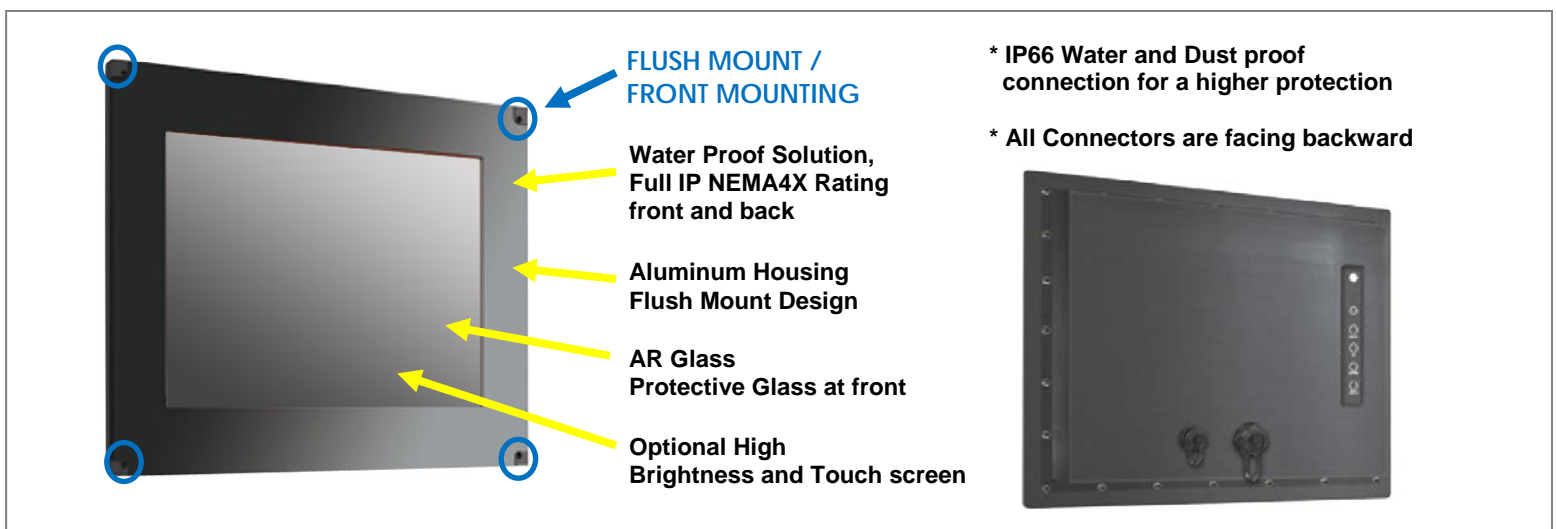 FLUSH MOUNT /
FRONT MOUNTING
Water Proof Solution,
Full IP NEMA4X Rating
front and back
Aluminum Housing
Flush Mount Design
AR Glass
Protective Glass at front
Optional High
Brightness and Touch screen
* IP66 Water and Dust proof
connection for a higher protection
* All Connectors are facing backward